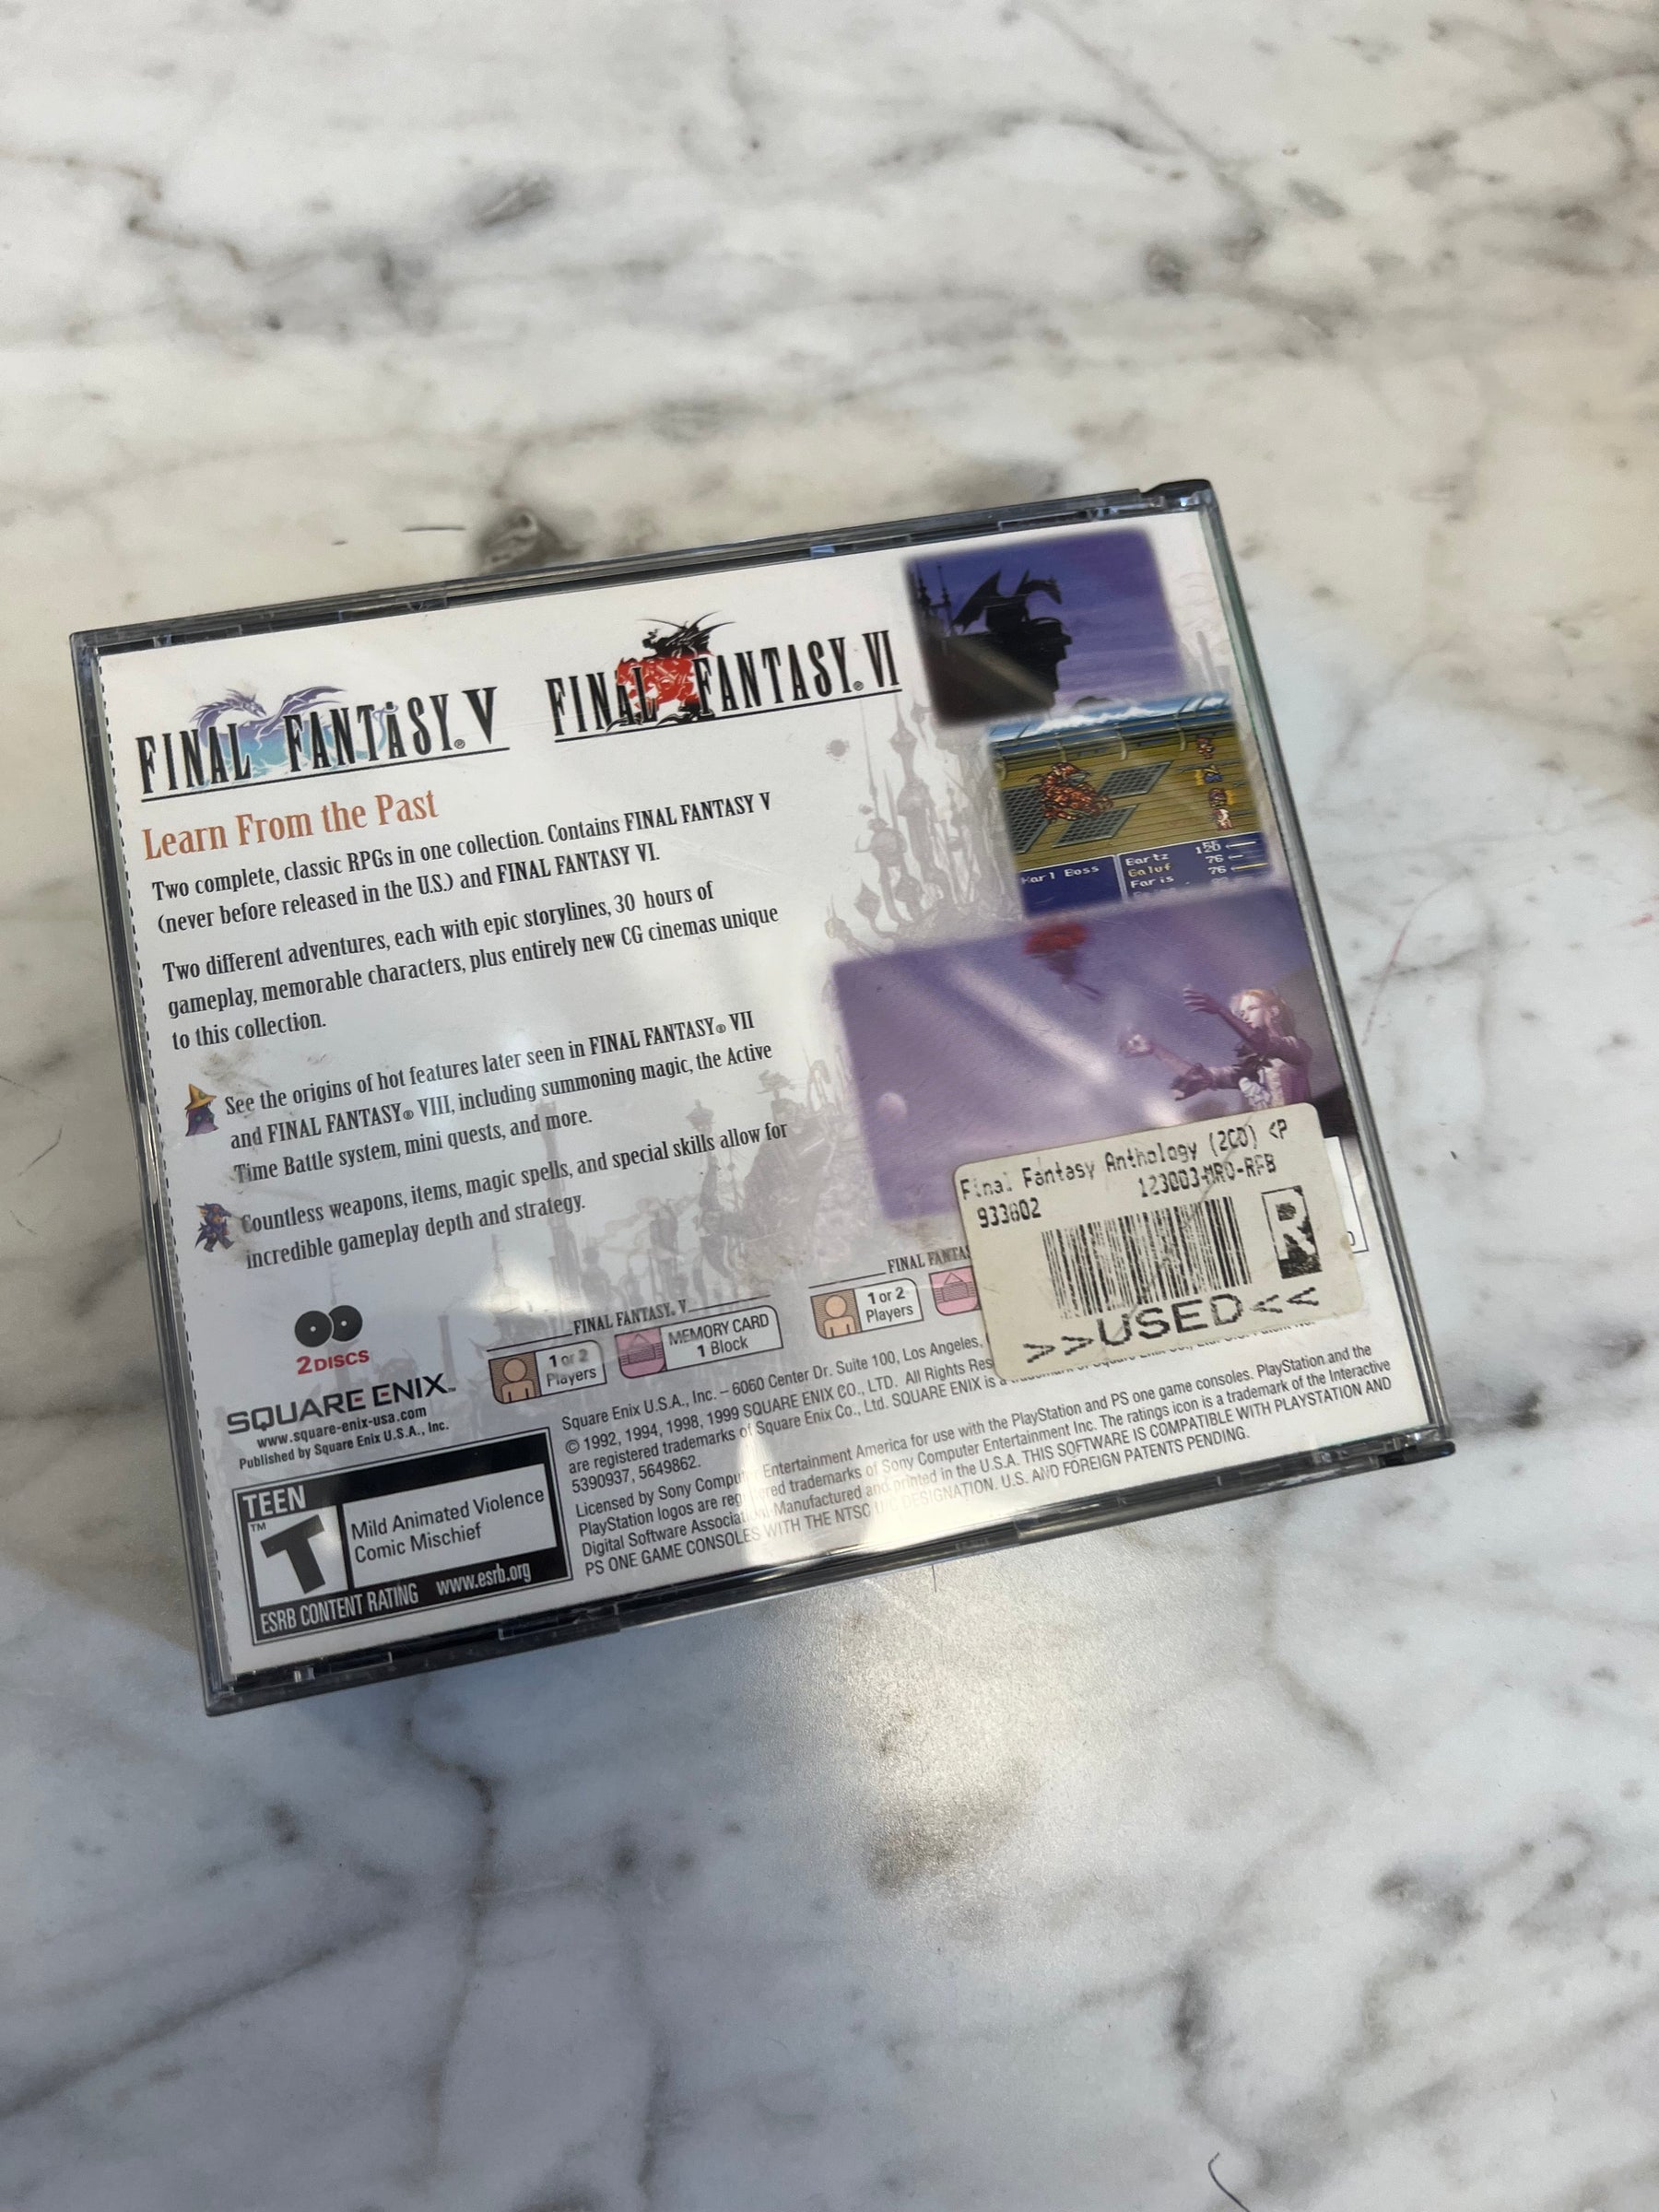 FINAL FANTASY® V
FINAL FANTASY® VI
Learn From the Past
Two complete, classic RPGs in one collection. Contains FINAL FANTASY V
(never before released in the U.S.) and FINAL FANTASY VI.
Two different adventures, each with epic storylines, 30 hours of
gameplay, memorable characters, plus entirely new CG cinemas unique
to this collection.
See the origins of hot features later seen in FINAL FANTASY® VII
and FINAL FANTASY® VIII, including summoning magic, the Active
Time Battle system, mini quests, and more.
Countless weapons, items, magic spells, and special skills allow for
incredible gameplay depth and strategy.
Karl Boss
Bartz 120
Galuf 76
Faris 76
Final Fantasy Anthology (2CD) <P
933602 123003-MRO-RFB
R
>>USED<<
2 DISCS
SQUARE ENIX™
www.square-enix-usa.com
Published by Square Enix U.S.A., Inc.
FINAL FANTASY® V
1 or 2
Players
MEMORY CARD
1 Block
FINAL FANTAS
1 or 2
Players
TEEN
T™
Mild Animated Violence
Comic Mischief
ESRB CONTENT RATING www.esrb.org
Square Enix U.S.A., Inc. – 6060 Center Dr. Suite 100, Los Angeles,
© 1992, 1994, 1998, 1999 SQUARE ENIX CO., LTD. All Rights Res
are registered trademarks of Square Enix Co., Ltd. SQUARE ENIX is a
5390937, 5649862.
Licensed by Sony Computer Entertainment America for use with the PlayStation and PS one game consoles. PlayStation and the
PlayStation logos are registered trademarks of Sony Computer Entertainment Inc. The ratings icon is a trademark of the Interactive
Digital Software Association. Manufactured and printed in the U.S.A. THIS SOFTWARE IS COMPATIBLE WITH PLAYSTATION AND
PS ONE GAME CONSOLES WITH THE NTSC U/C DESIGNATION. U.S. AND FOREIGN PATENTS PENDING.